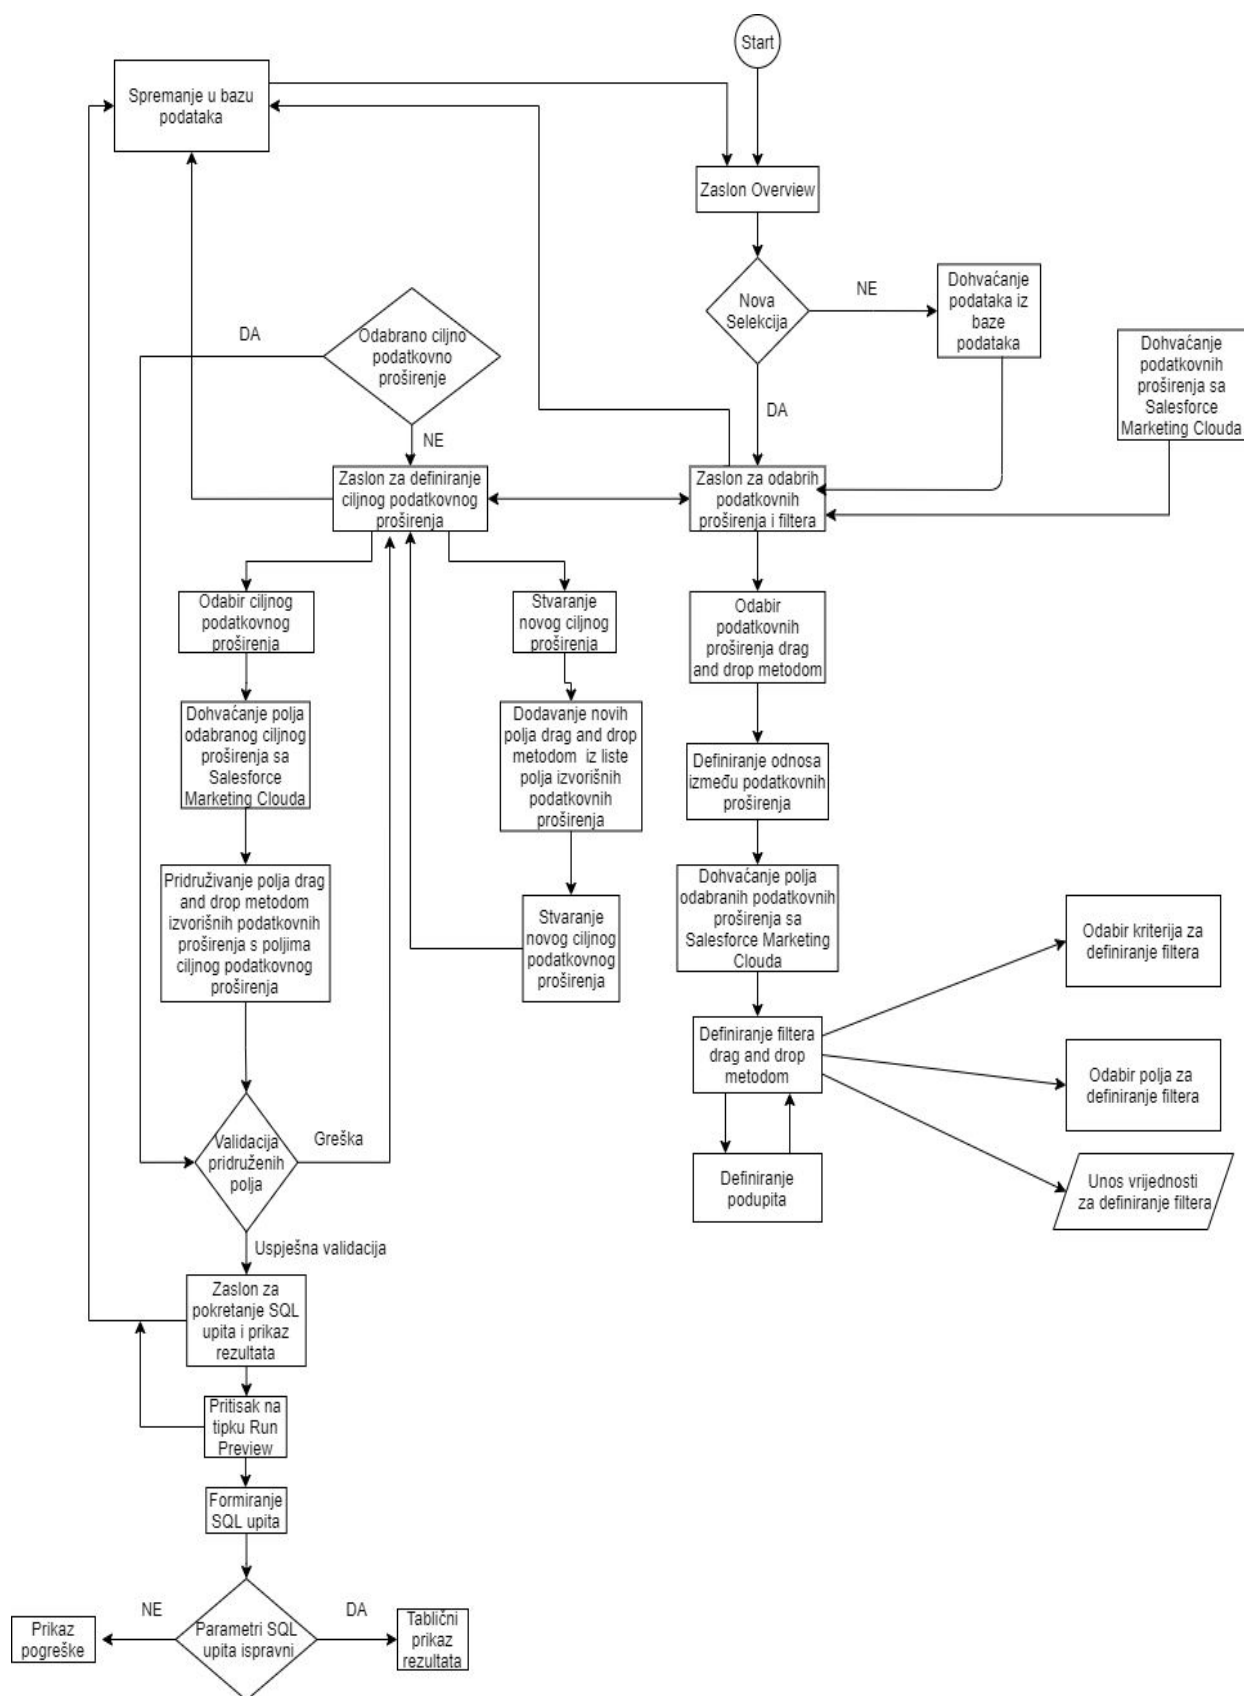 Start
Spremanje u bazu
podataka
Zaslon Overview
Nova
Selekcija
NE
DA
Dohvaćanje
podataka iz
baze
podataka
Dohvaćanje
podatkovnih
proširenja sa
Salesforce
Marketing Clouda
DA
Odabrano ciljno
podatkovno
proširenje
NE
Zaslon za definiranje
ciljnog podatkovnog
proširenja
Zaslon za odabrih
podatkovnih
proširenja i filtera
Odabir ciljnog
podatkovnog
proširenja
Stvaranje
novog ciljnog
proširenja
Odabir
podatkovnih
proširenja drag
and drop metodom
Dohvaćanje polja
odabranog ciljnog
proširenja sa
Salesforce
Marketing Clouda
Dodavanje novih
polja drag and drop
metodom iz liste
polja izvorišnih
podatkovnih
proširenja
Definiranje odnosa
između podatkovnih
proširenja
Pridruživanje polja drag
and drop metodom
izvorišnih podatkovnih
proširenja s poljima
ciljnog podatkovnog
proširenja
Stvaranje
novog ciljnog
podatkovnog
proširenja
Dohvaćanje polja
odabranih podatkovnih
proširenja sa
Salesforce Marketing
Clouda
Odabir kriterija za
definiranje filtera
Definiranje filtera
drag and drop
metodom
Odabir polja za
definiranje filtera
Validacija
pridruženih
polja
Greška
Definiranje
podupita
Unos vrijednosti
za definiranje filtera
Uspješna validacija
Zaslon za
pokretanje SQL
upita i prikaz
rezultata
Pritisak na
tipku Run
Preview
Formiranje
SQL upita
NE
Parametri SQL
upita ispravni
DA
Prikaz
pogreške
Tablični
prikaz
rezultata